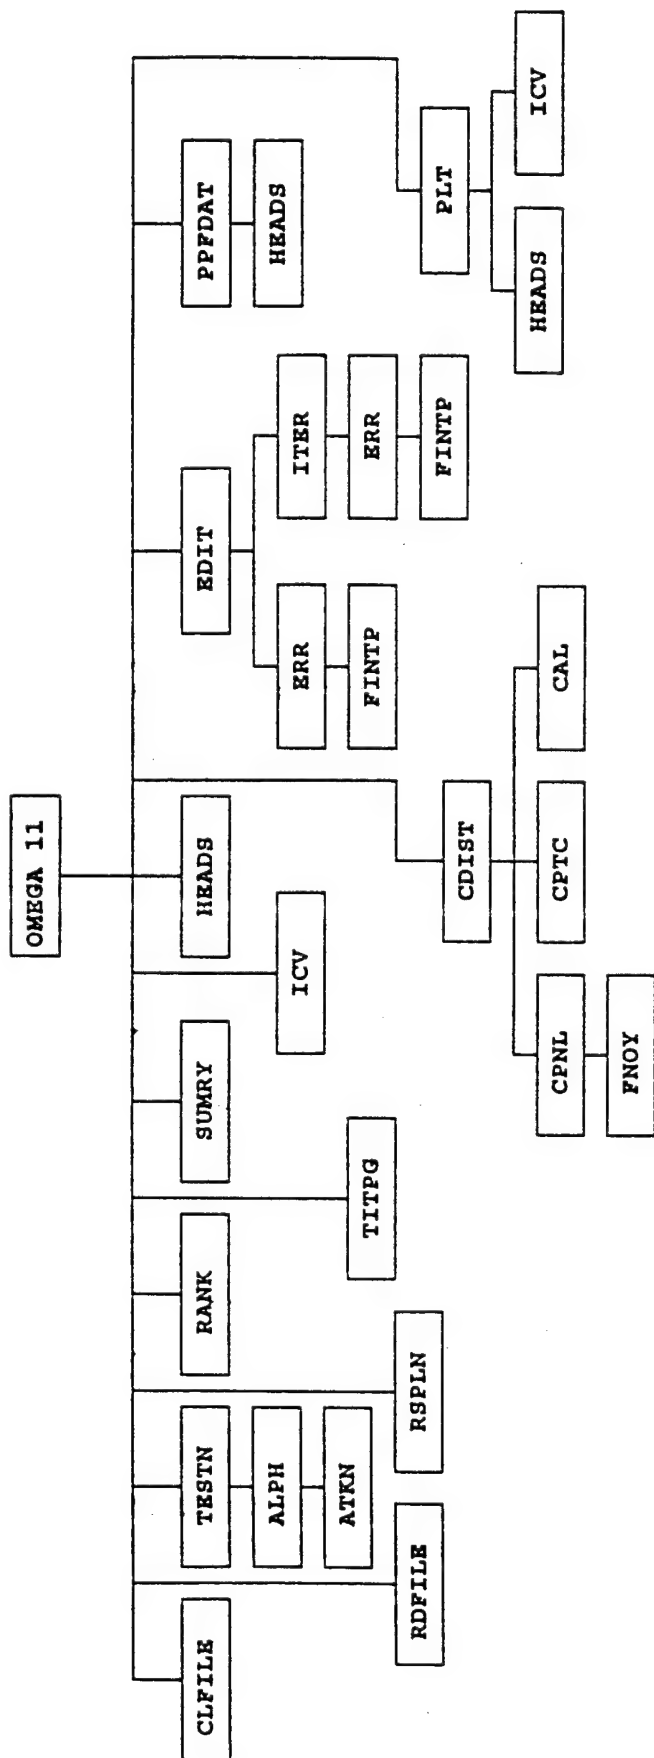 OMEGA 11
CLFILE
TESTN
RANK
SUMRY
HEADS
EDIT
PPFDAT
ALPH
ICV
ERR
ITER
HEADS
ATKN
TITPG
FINTP
ERR
RDFILE
RSPLN
CDIST
FINTP
PLT
CPNL
CPTC
CAL
HEADS
ICV
FNOY